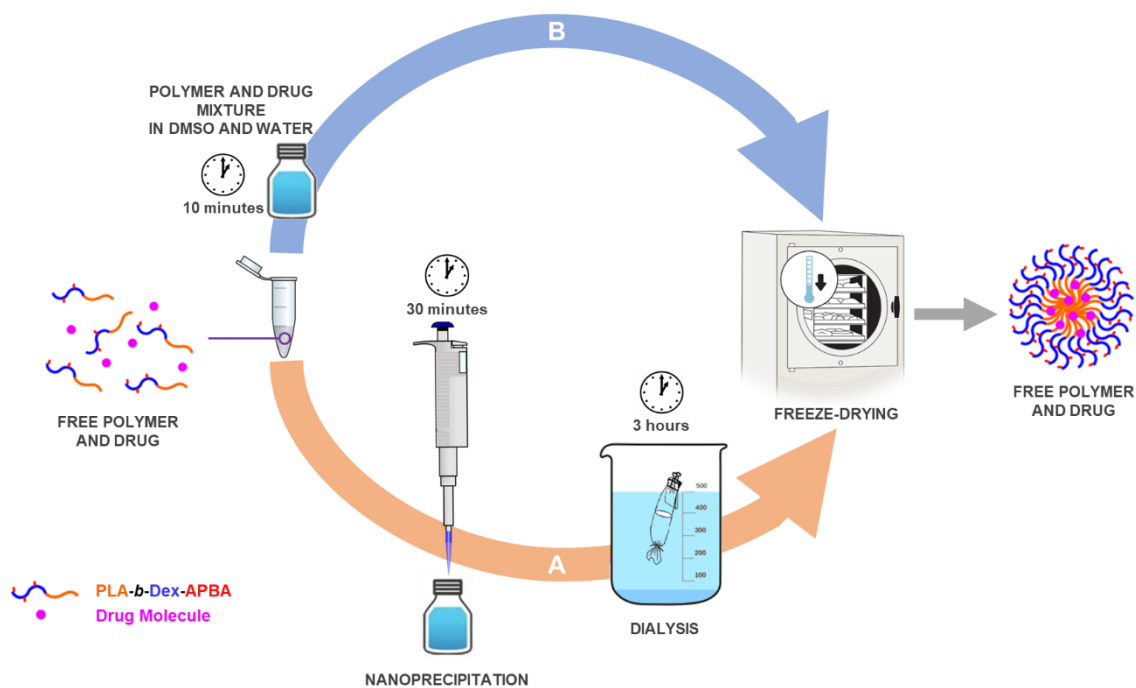 B
POLYMER AND DRUG
MIXTURE
IN DMSO AND WATER
10 minutes
30 minutes
3 hours
FREE POLYMER
AND DRUG
FREEZE-DRYING
FREE POLYMER
AND DRUG
500
400
300
200
100
A
DIALYSIS
PLA-b-Dex-APBA
Drug Molecule
NANOPRECIPITATION